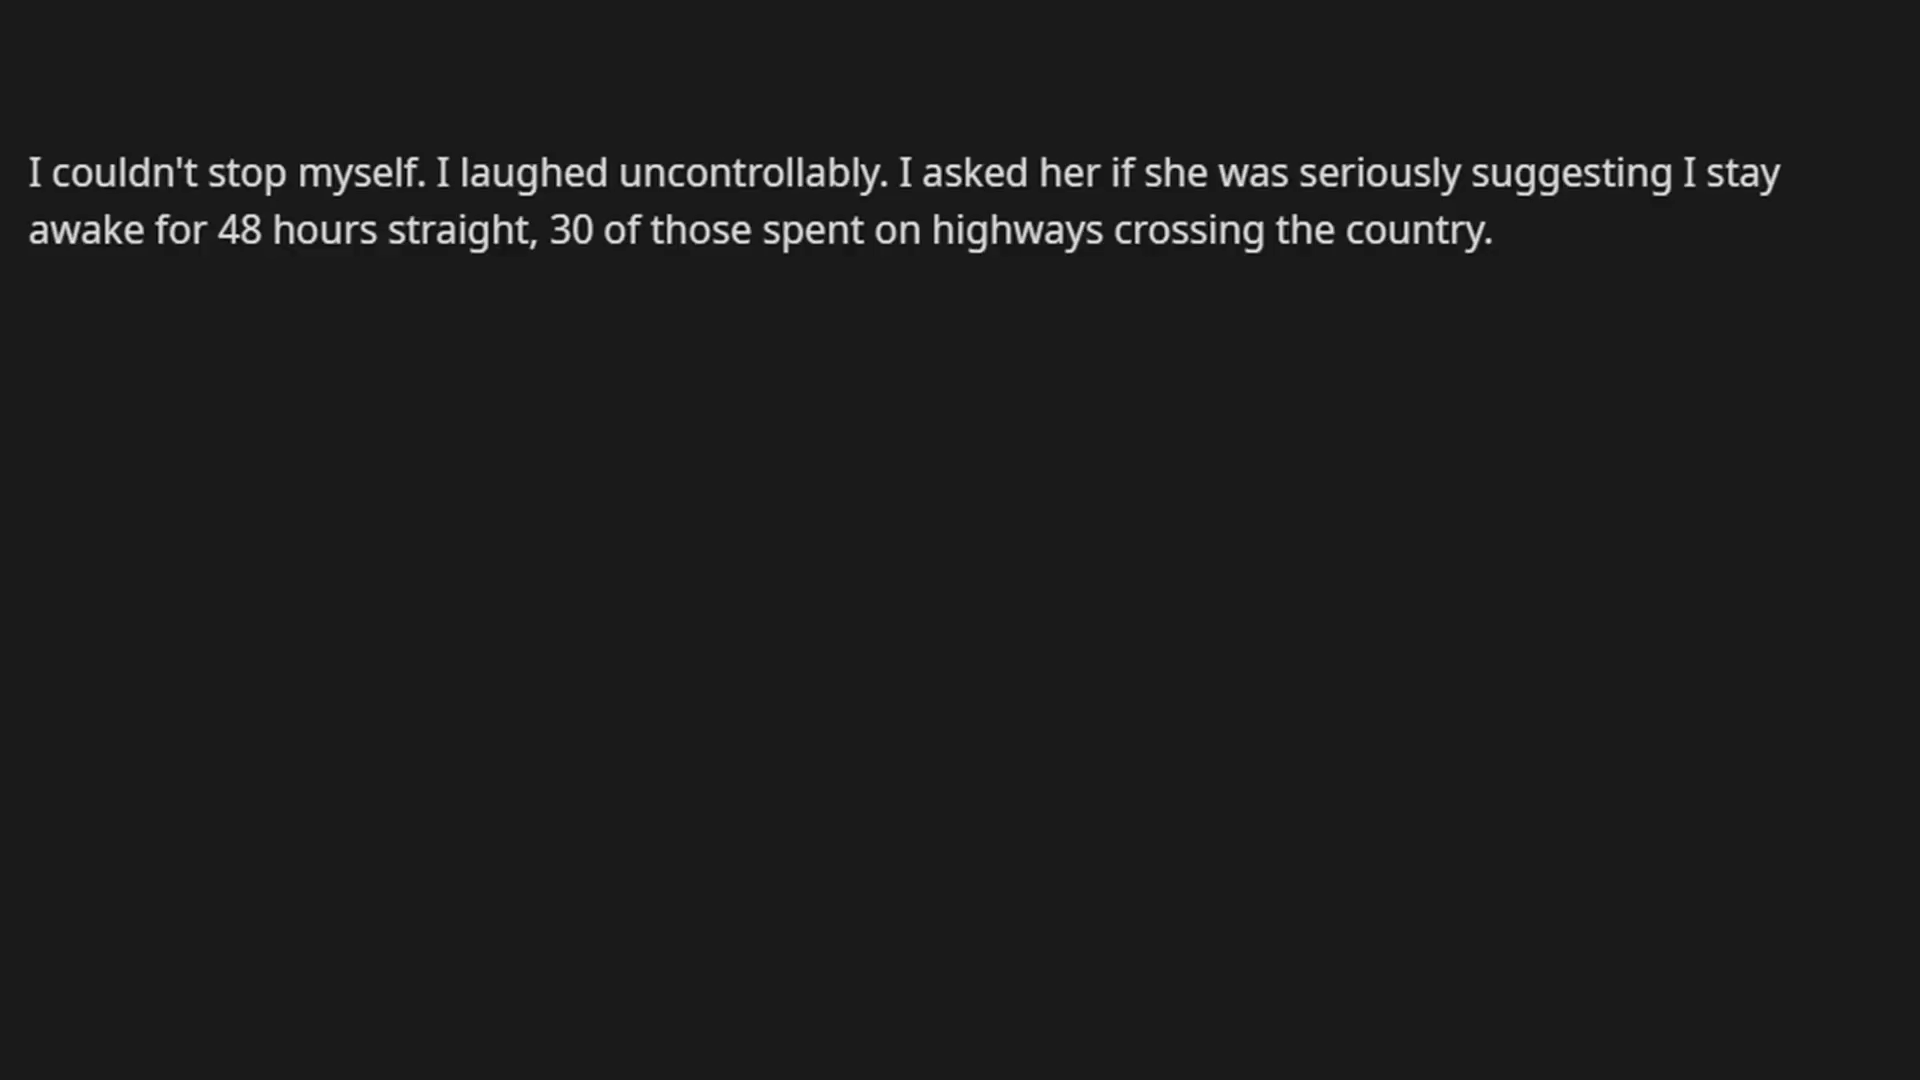 I couldn't stop myself. I laughed uncontrollably. I asked her if she was seriously suggesting I stay
awake for 48 hours straight, 30 of those spent on highways crossing the country.